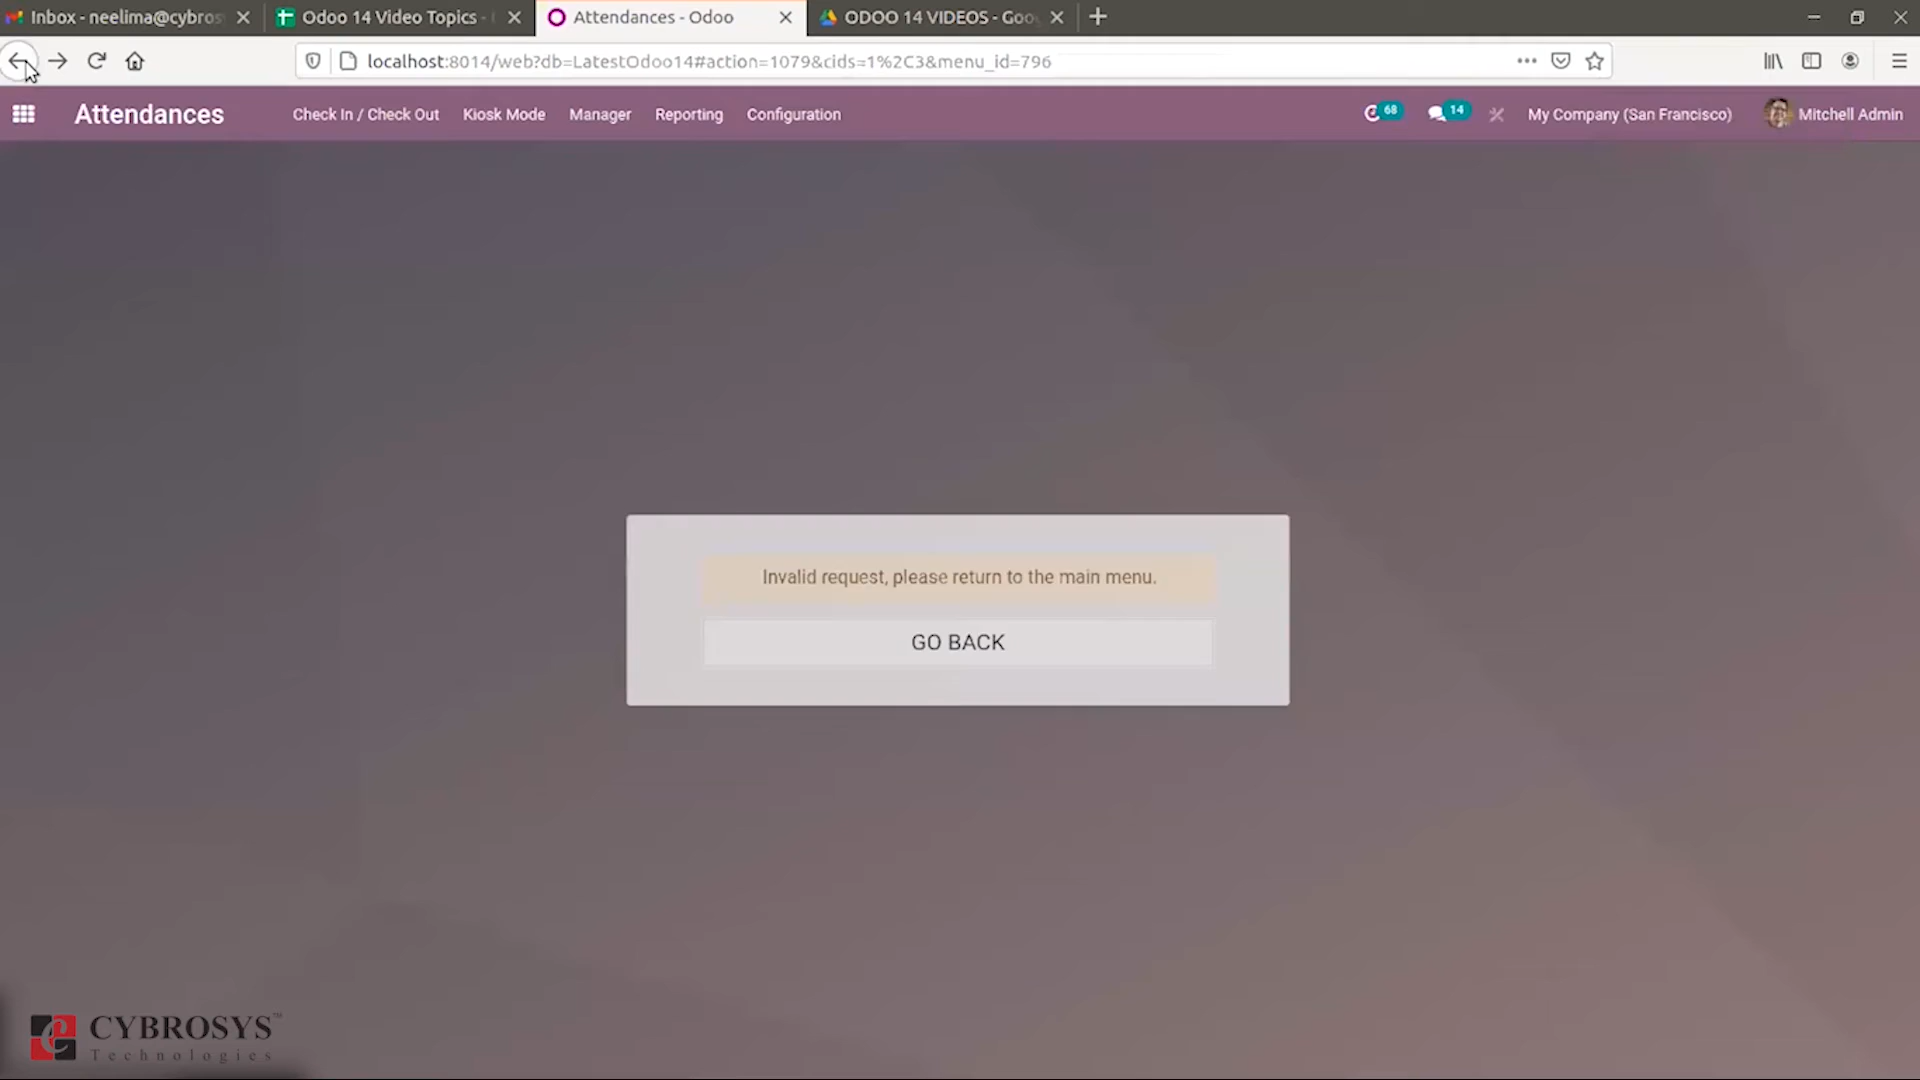 Inbox - neelima@cybros
Odoo 14 Video Topics -
Attendances - Odoo
ODOO 14 VIDEOS - Goo
localhost:8014/web?db=LatestOdoo14#action=1079&cids=1%2C3&menu_id=796
Attendances
Check In / Check Out
Kiosk Mode
Manager
Reporting
Configuration
68
14
My Company (San Francisco)
Mitchell Admin
Invalid request, please return to the main menu.
GO BACK
CYBROSYS™
Technologies